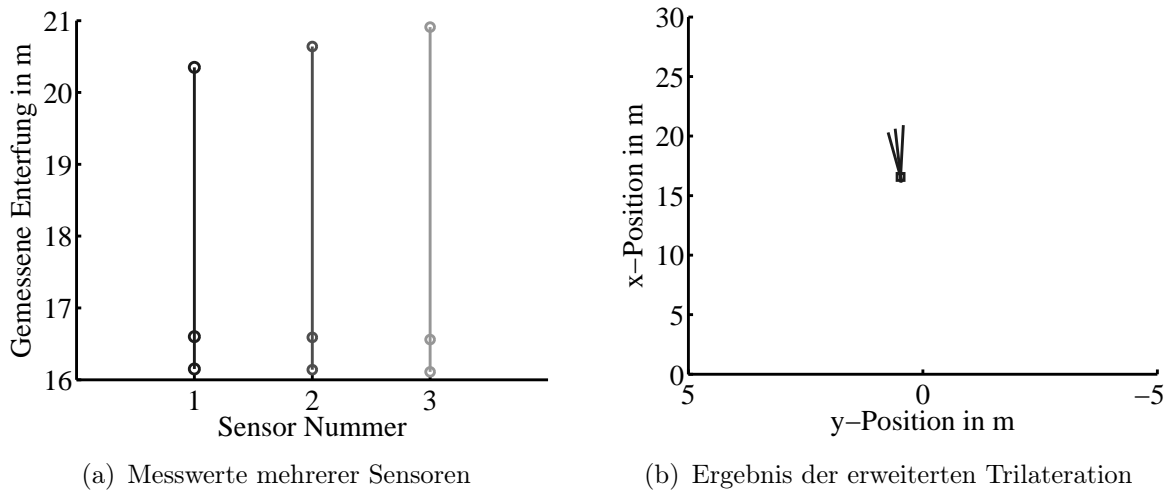 Gemessene Enterfung in m
21
20
19
18
17
16
1 2 3
Sensor Nummer
(a) Messwerte mehrerer Sensoren
x−Position in m
30
25
20
15
10
5
0
5 0 −5
y−Position in m
(b) Ergebnis der erweiterten Trilateration